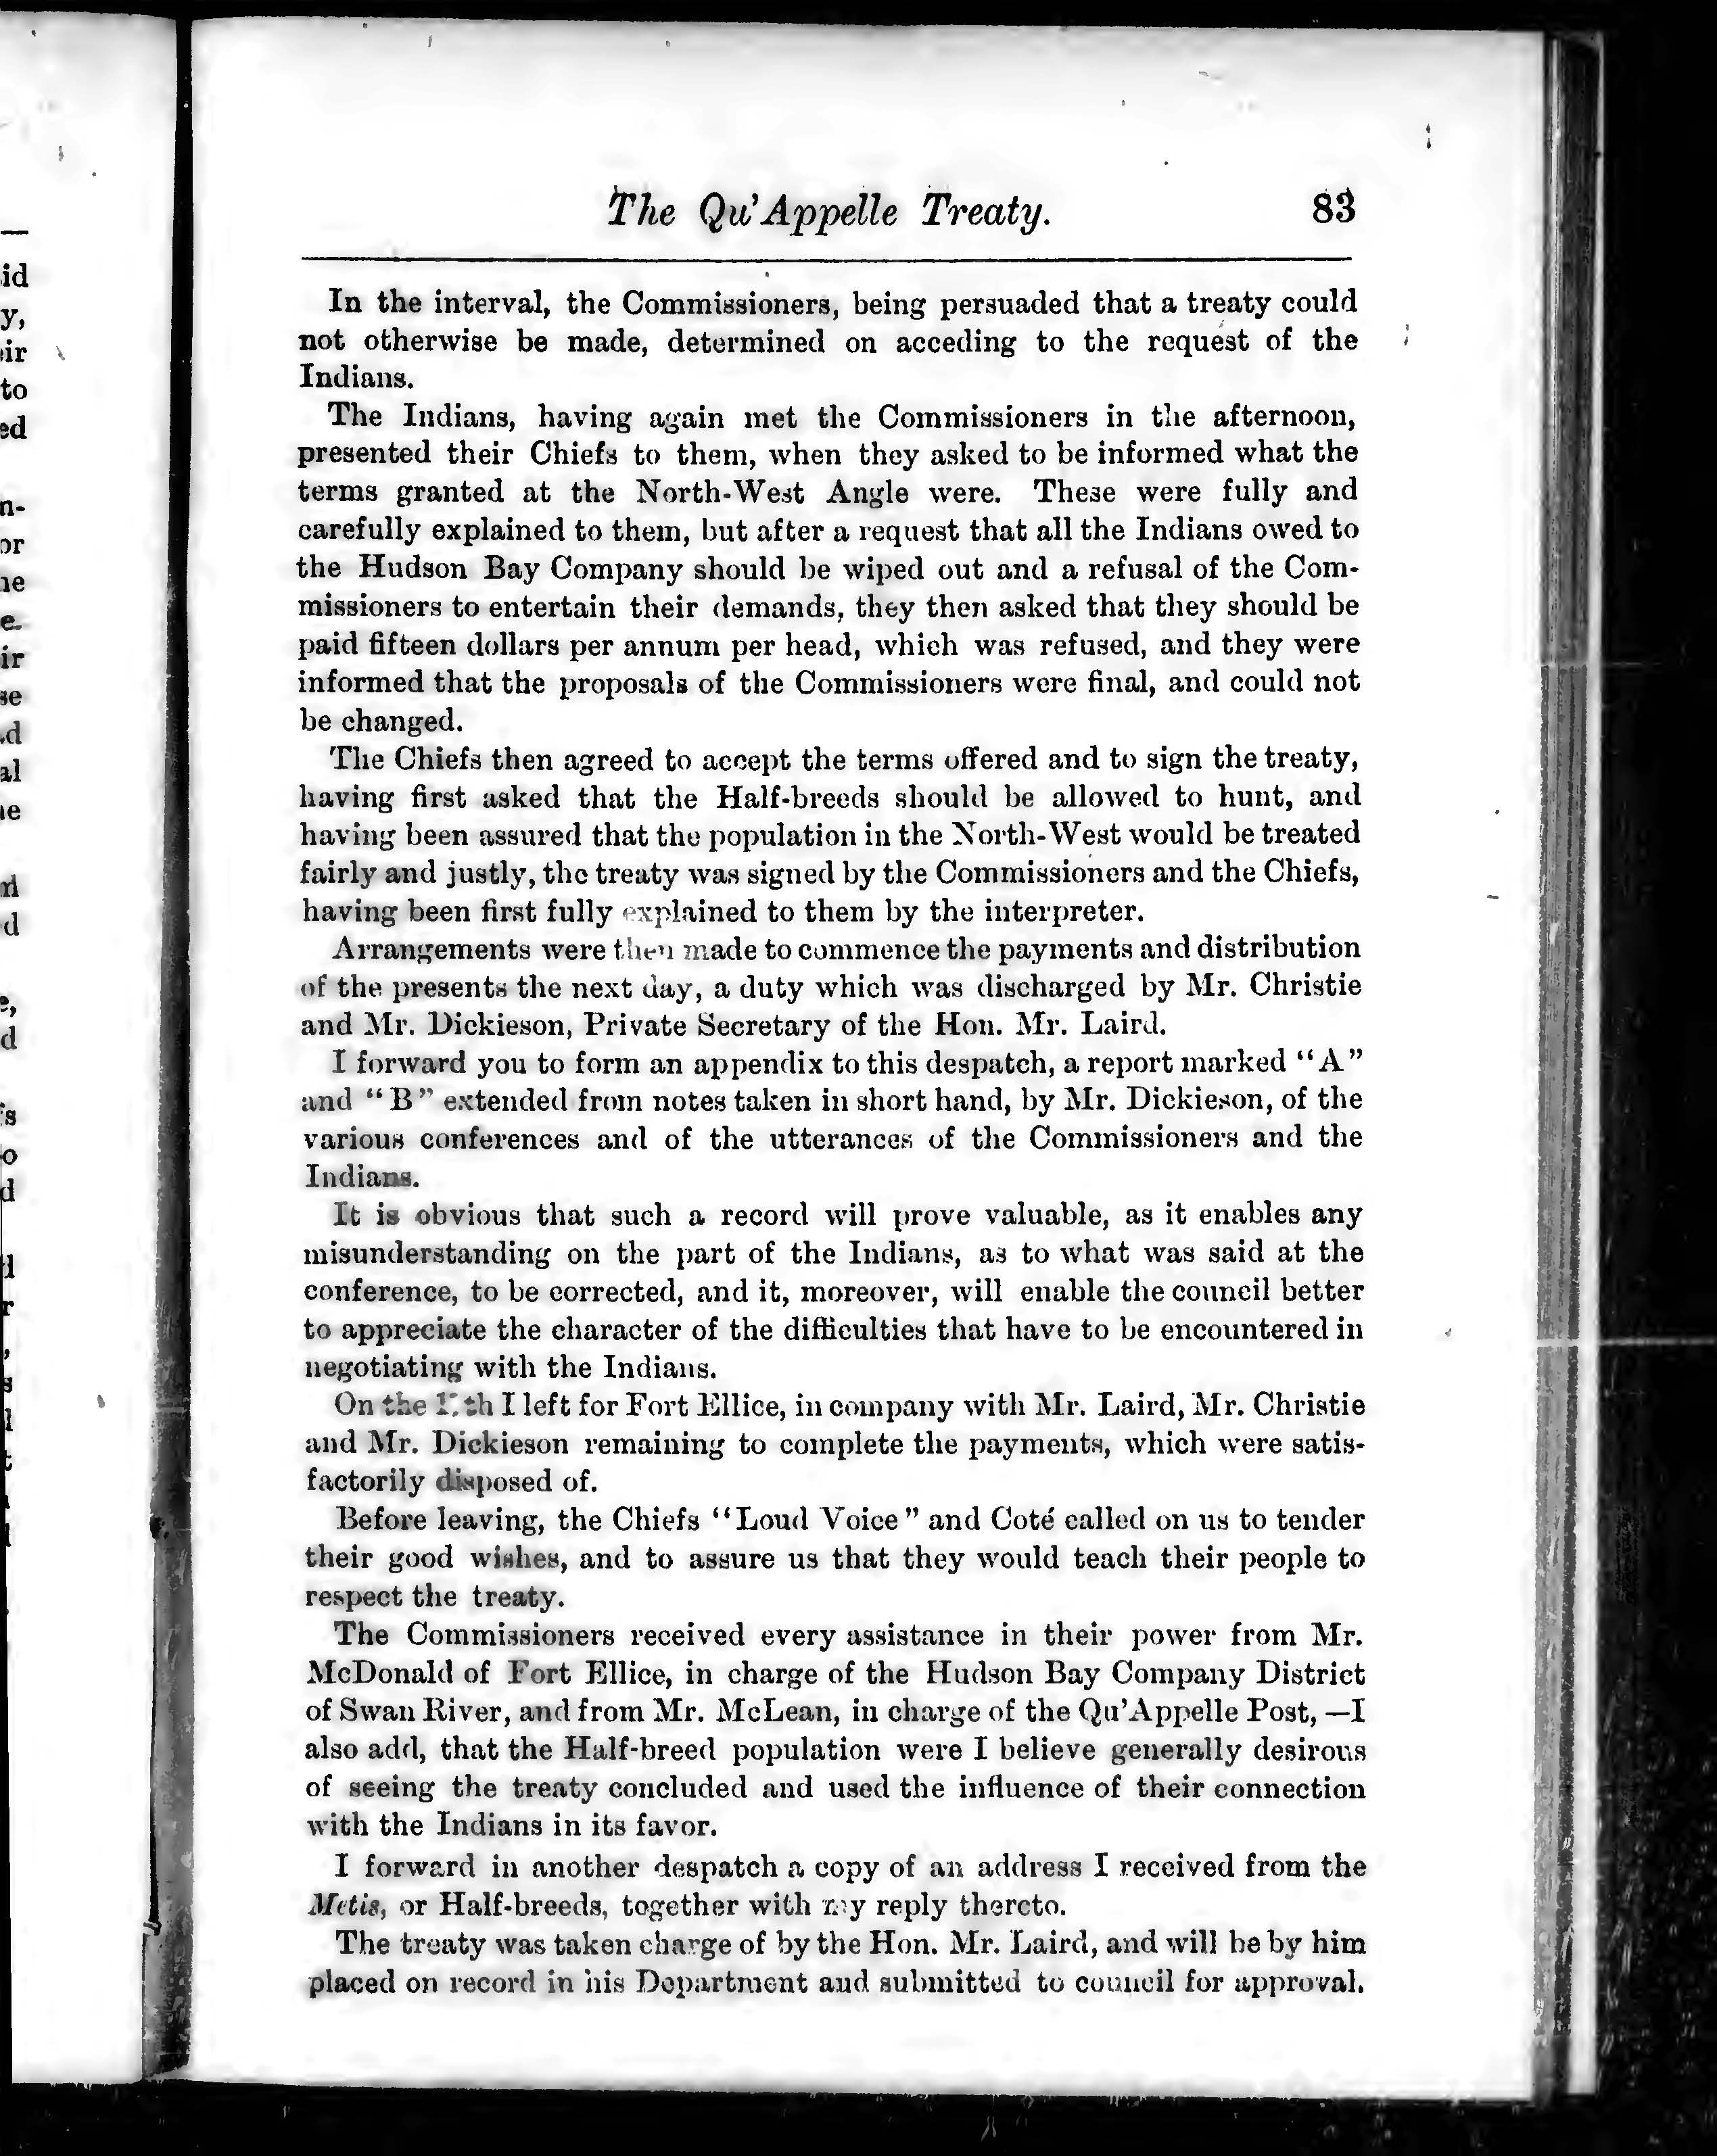 The Qu'Appelle Treaty. 83
In the interval, the Commissioners, being persuaded that a treaty could
not otherwise be made, determined on acceding to the request of the
Indians.
The Indians, having again met the Commissioners in the afternoon,
presented their Chiefs to them, when they asked to be informed what the
terms granted at the North-West Angle were. These were fully and
carefully explained to them, but after a request that all the Indians owed to
the Hudson Bay Company should be wiped out and a refusal of the Com-
missioners to entertain their demands, they then asked that they should be
paid fifteen dollars per annum per head, which was refused, and they were
informed that the proposals of the Commissioners were final, and could not
be changed.
The Chiefs then agreed to accept the terms offered and to sign the treaty,
having first asked that the Half-breeds should be allowed to hunt, and
having been assured that the population in the North-West would be treated
fairly and justly, the treaty was signed by the Commissioners and the Chiefs,
having been first fully explained to them by the interpreter.
Arrangements were then made to commence the payments and distribution
of the presents the next day, a duty which was discharged by Mr. Christie
and Mr. Dickieson, Private Secretary of the Hon. Mr. Laird.
I forward you to form an appendix to this despatch, a report marked "A"
and "B" extended from notes taken in short hand, by Mr. Dickieson, of the
various conferences and of the utterances of the Commissioners and the
Indians.
It is obvious that such a record will prove valuable, as it enables any
misunderstanding on the part of the Indians, as to what was said at the
conference, to be corrected, and it, moreover, will enable the council better
to appreciate the character of the difficulties that have to be encountered in
negotiating with the Indians.
On the I left for Fort Ellice, in company with Mr. Laird, Mr. Christie
and Mr. Dickieson remaining to complete the payments, which were satis-
factorily disposed of.
Before leaving, the Chiefs "Loud Voice" and Coté called on us to tender
their good wishes, and to assure us that they would teach their people to
respect the treaty.
The Commissioners received every assistance in their power from Mr.
McDonald of Fort Ellice, in charge of the Hudson Bay Company District
of Swan River, and from Mr. McLean, in charge of the Qu'Appelle Post,—I
also add, that the Half-breed population were I believe generally desirous
of seeing the treaty concluded and used the influence of their connection
with the Indians in its favor.
I forward in another despatch a copy of an address I received from the
Metis, or Half-breeds, together with my reply thereto.
The treaty was taken charge of by the Hon. Mr. Laird, and will be by him
placed on record in his Department and submitted to council for approval.